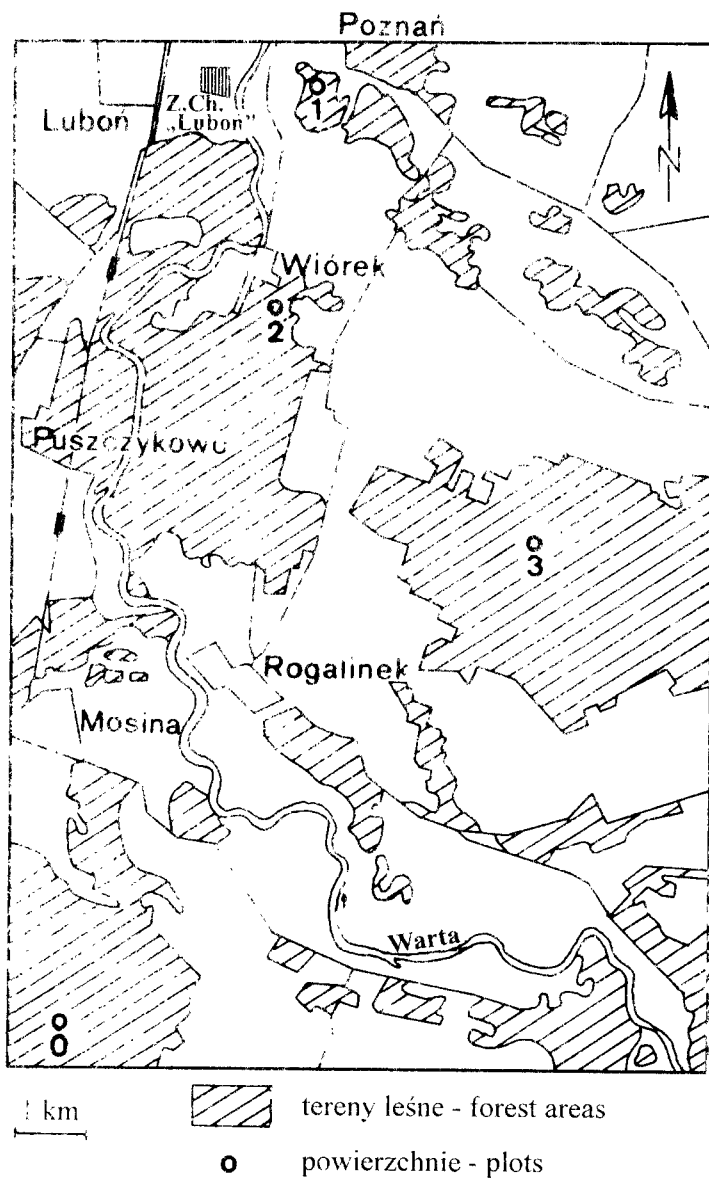 Poznań
Z.Ch.
„Luboń”
Luboń
1
N
Wiórek
2
Puszczykowo
3
Rogalinek
Mosina
Warta
0
1 km
tereny leśne - forest areas
powierzchnie - plots